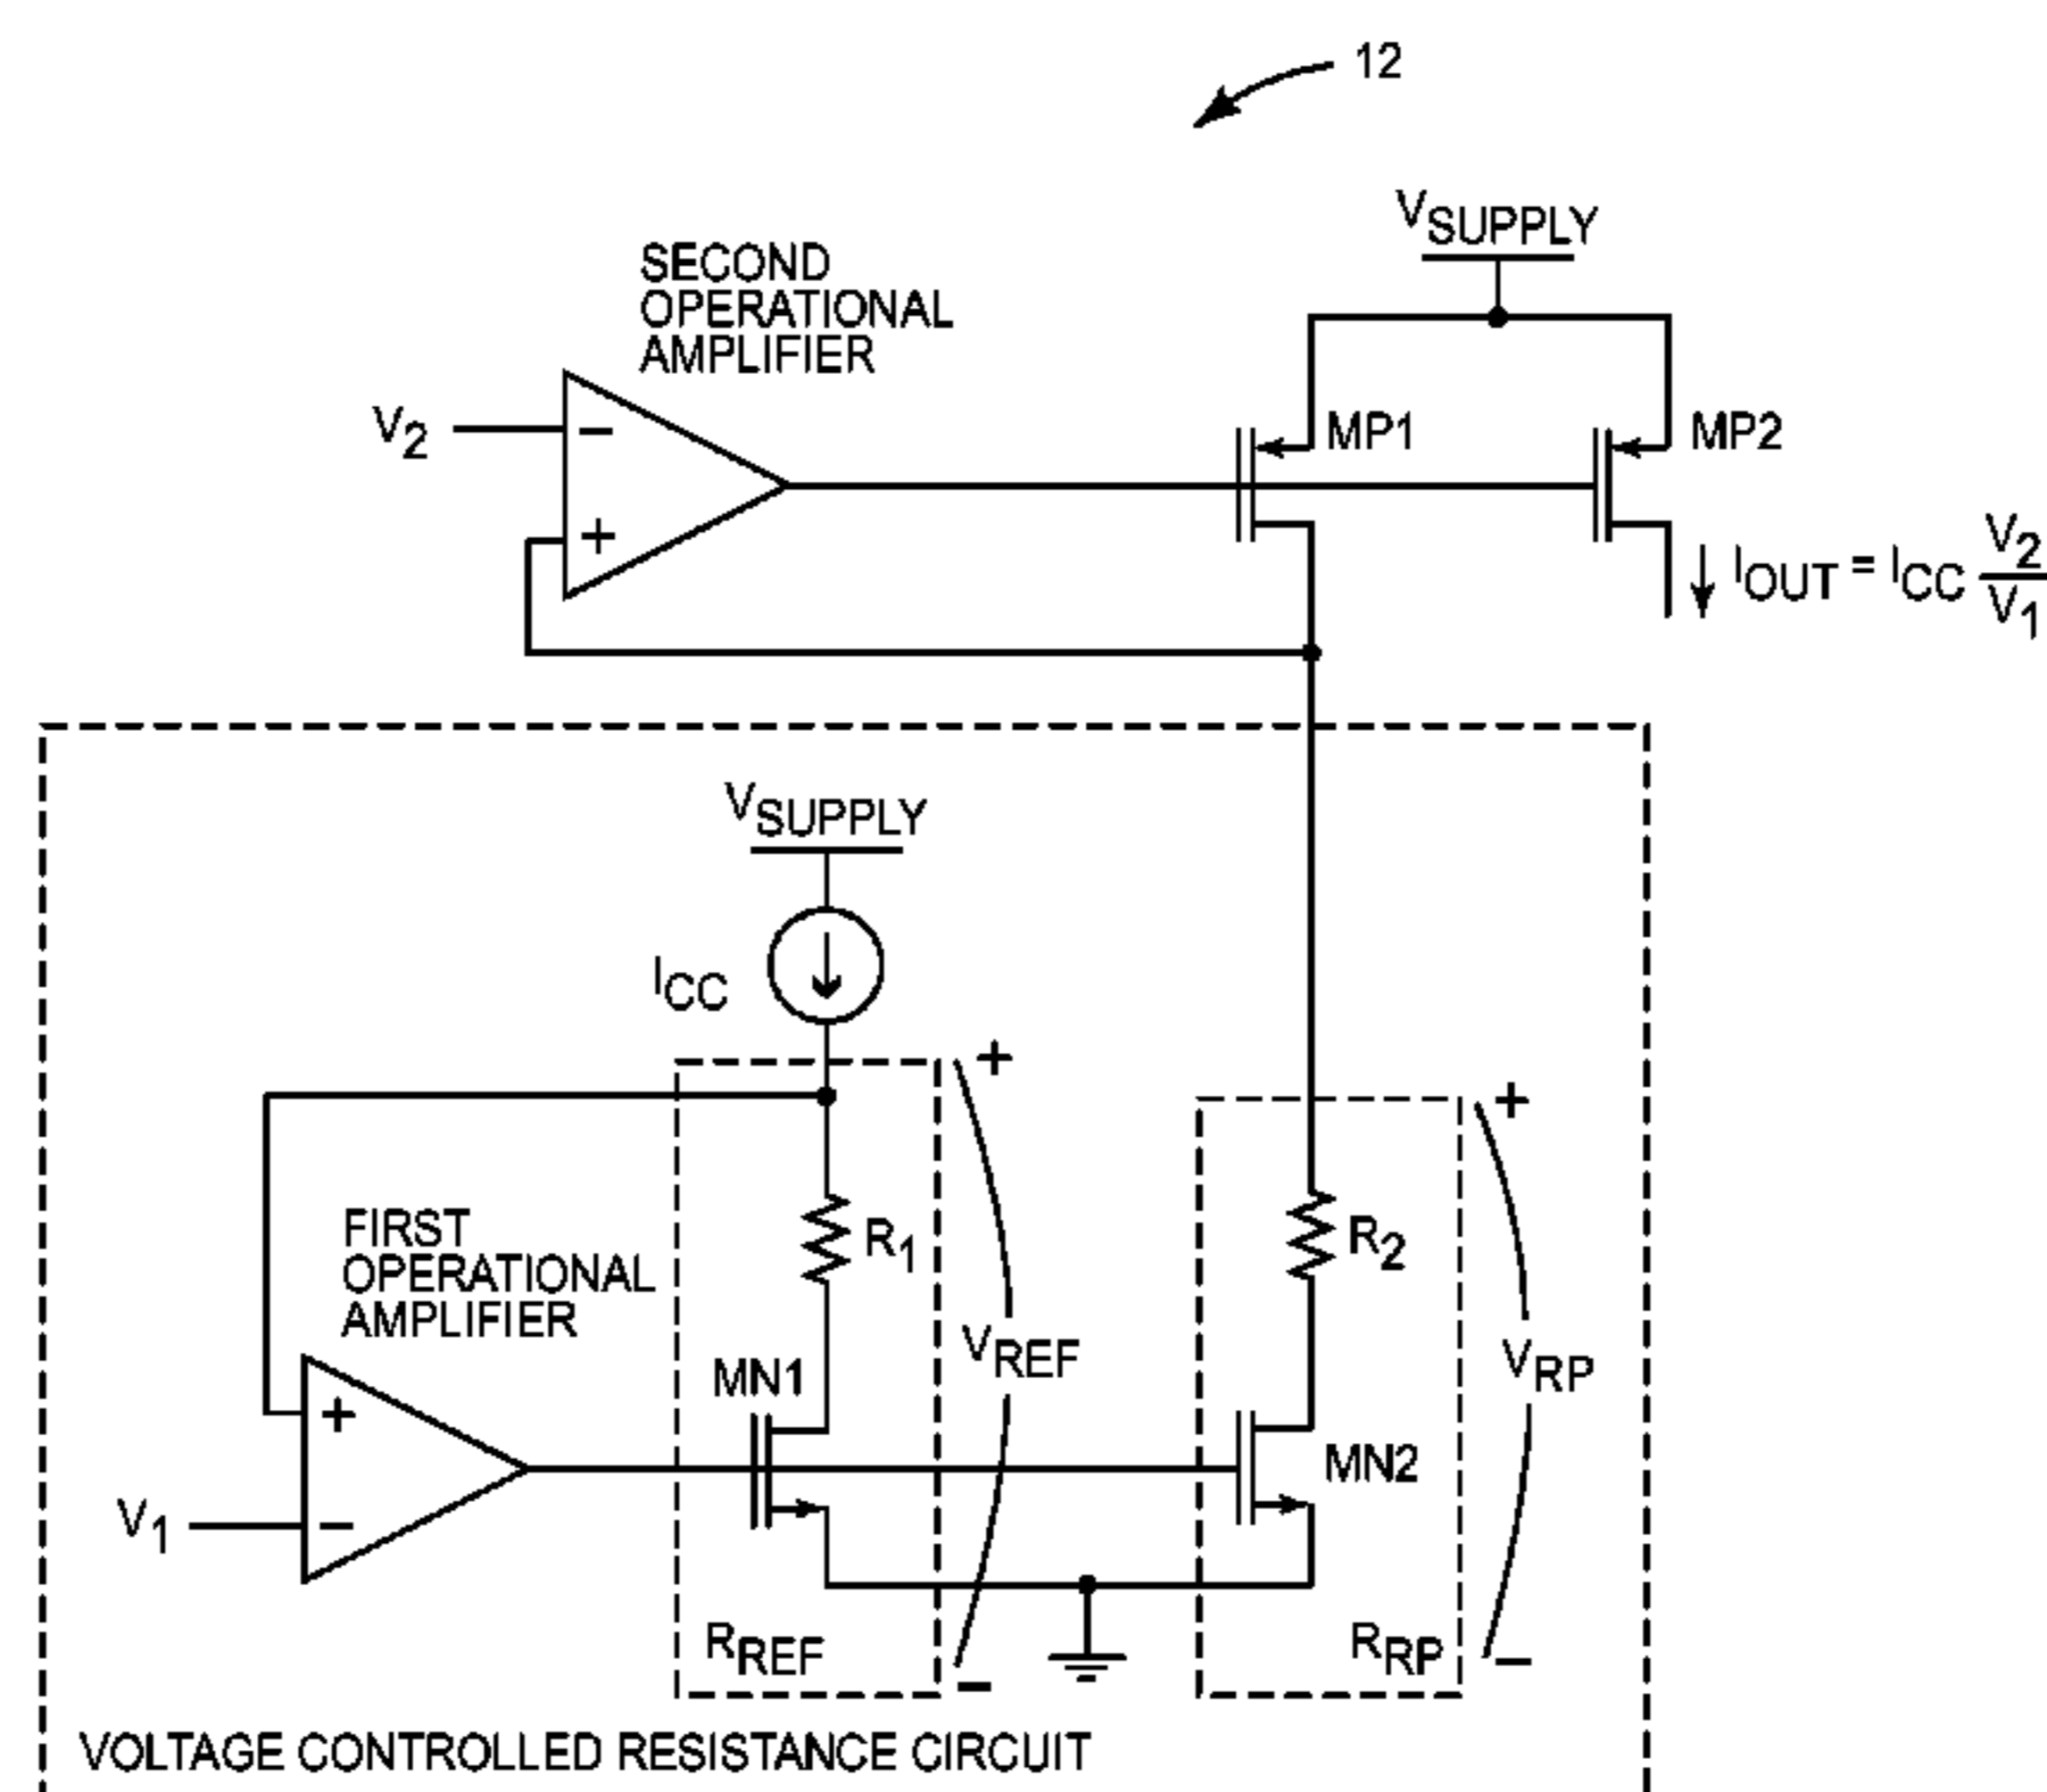 12
VSUPPLY
SECOND
OPERATIONAL
AMPLIFIER
V2
−
+
MP1
MP2
IOUT = ICC V2/V1
VSUPPLY
ICC
+
+
FIRST
OPERATIONAL
AMPLIFIER
R1
R2
MN1
VREF
VRP
+
MN2
V1
−
RREF
−
RRP
−
VOLTAGE CONTROLLED RESISTANCE CIRCUIT